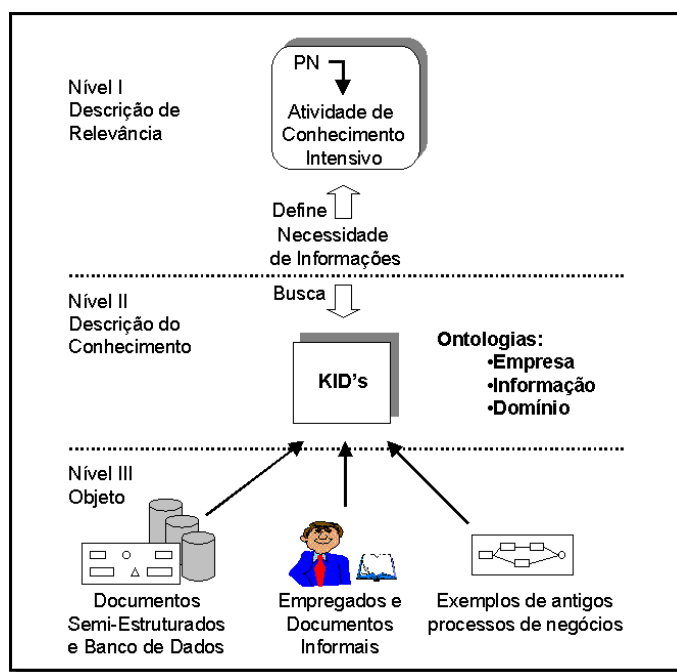 Nível I
Descrição de
Relevância
PN
Atividade de
Conhecimento
Intensivo
Define
Necessidade
de Informações
Busca
Nível II
Descrição do
Conhecimento
KID's
Ontologias:
•Empresa
•Informação
•Domínio
Nível III
Objeto
Documentos
Semi-Estruturados
e Banco de Dados
Empregados e
Documentos
Informais
Exemplos de antigos
processos de negócios